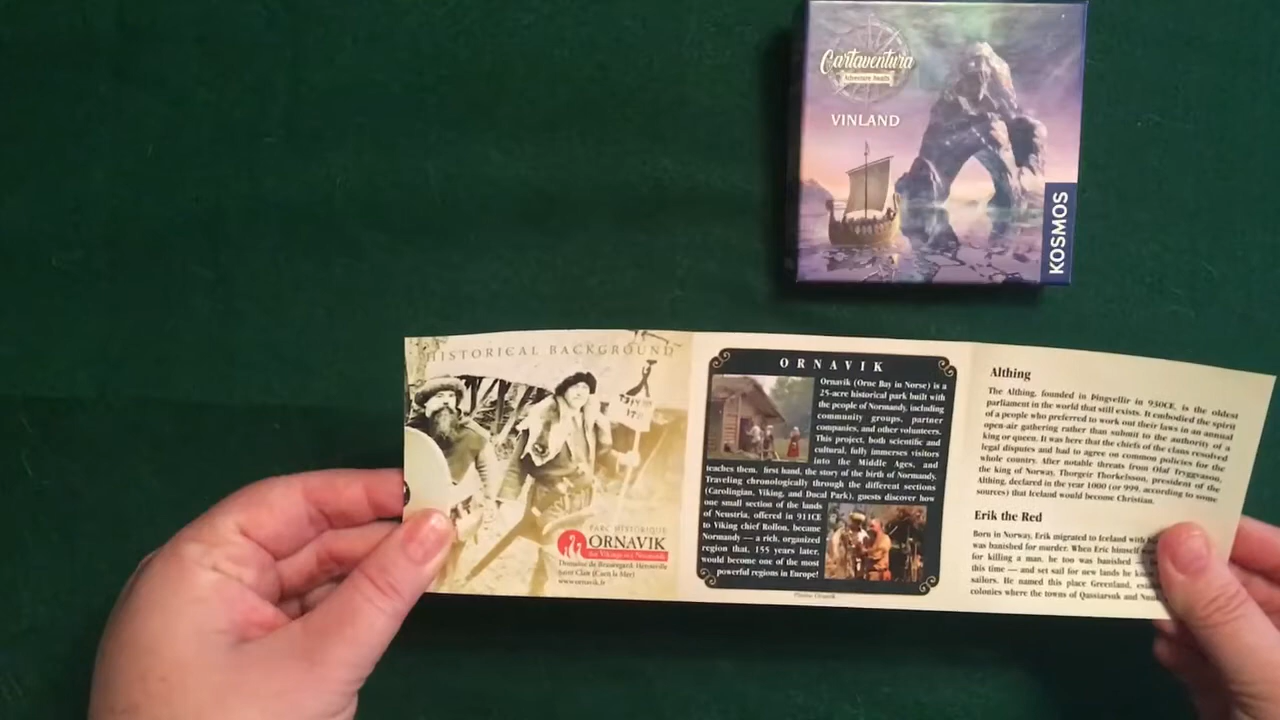 Cartaventura
Adventure Awaits
VINLAND
KOSMOS
HISTORICAL BACKGROUND
PARC HISTORIQUE
ORNAVIK
Domaine de Beauregard, Hérouville
Saint Clair (Caen la Mer)
www.ornavik.fr
ORNAVIK
Ornavik (Orne Bay in Norse) is a
25-acre historical park built with
the people of Normandy, including
community groups, partner
companies, and other volunteers.
This project, both scientific and
cultural, fully immerses visitors
into the Middle Ages, and
teaches them, first hand, the story of the birth of Normandy.
Traveling chronologically through the different sections
(Carolingian, Viking, and Ducal Park), guests discover how
one small section of the lands
of Neustria, offered in 911CE
to Viking chief Rollon, became
Normandy — a rich, organized
region that, 155 years later,
would become one of the most
powerful regions in Europe!
Photos: Ornavik
Althing
The Althing, founded in Þingvellir in 930CE, is the oldest
parliament in the world that still exists. It embodied the spirit
of a people who preferred to work out their laws in an annual
open-air gathering rather than submit to the authority of a
king or queen. It was here that the chiefs of the clans resolved
legal disputes and had to agree on common policies for the
whole country. After notable threats from Olaf Tryggvason,
the king of Norway, Thorgeir Thorkelsson, president of the
Althing, declared in the year 1000 (or 999, according to some
sources) that Iceland would become Christian.
Erik the Red
Born in Norway, Erik migrated to Iceland with
was banished for murder. When Eric himself
for killing a man, he too was banished —
this time — and set sail for new lands he
sailors. He named this place Greenland,
colonies where the towns of Qassiarsuk and